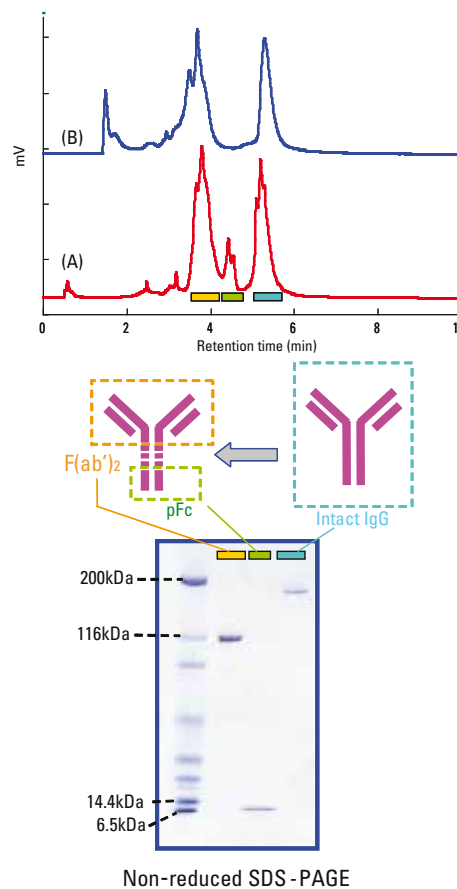 mV
(B)
(A)
0 2 4 6 8 1
Retention time (min)
F(ab')2
pFc
Intact IgG
200kDa
116kDa
14.4kDa
6.5kDa
Non-reduced SDS-PAGE